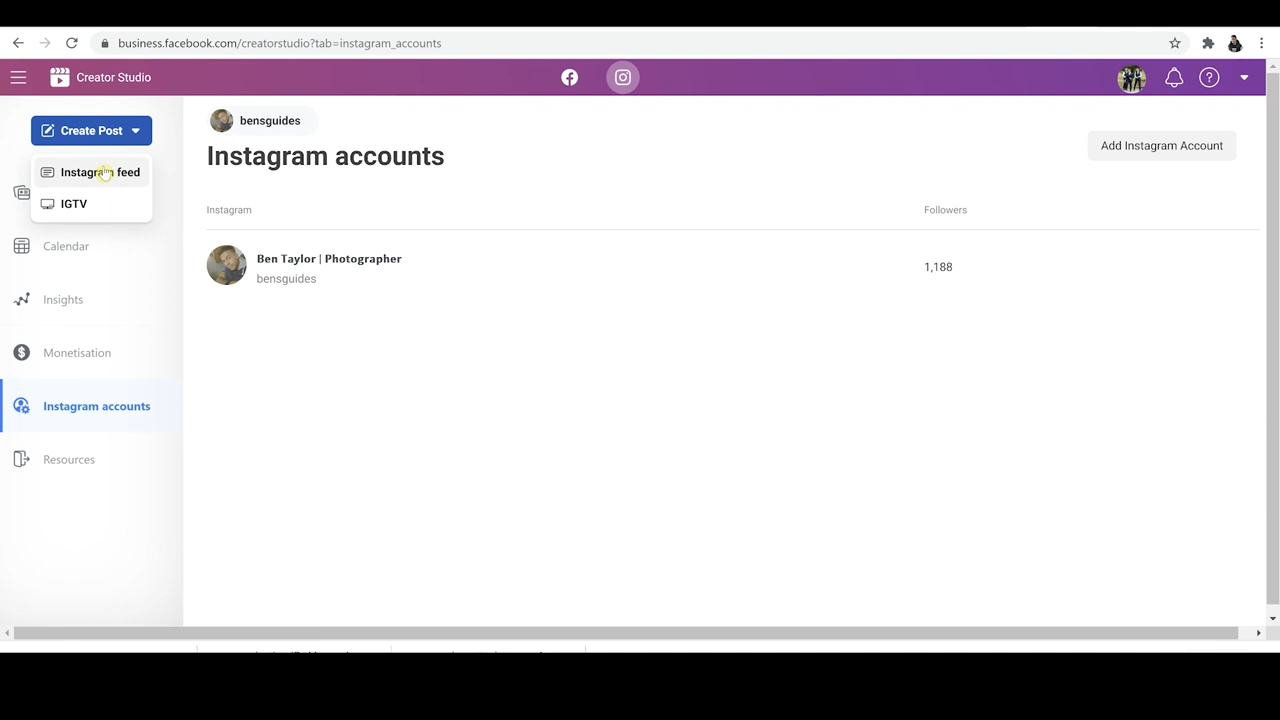 business.facebook.com/creatorstudio?tab=instagram_accounts
Creator Studio
Create Post
Instagram feed
IGTV
Calendar
Insights
Monetisation
Instagram accounts
Resources
bensguides
Instagram accounts
Add Instagram Account
Instagram Followers
Ben Taylor | Photographer
bensguides
1,188